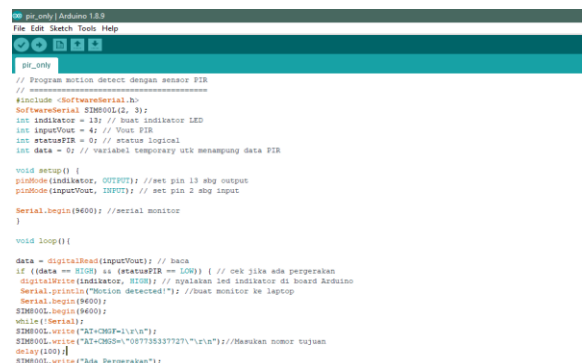 pir_only | Arduino 1.8.9
File Edit Sketch Tools Help
pir_only
// Program motion detect dengan sensor PIR
// =====================================
#include <SoftwareSerial.h>
SoftwareSerial SIM800L(2, 3);
int indikator = 13; // buat indikator LED
int inputVout = 4; // Vout PIR
int statusPIR = 0; // status logical
int data = 0; // variabel temporary utk menampung data PIR
void setup() {
pinMode(indikator, OUTPUT); //set pin 13 sbg output
pinMode(inputVout, INPUT); // set pin 2 sbg input
Serial.begin(9600); //serial monitor
}
void loop(){
data = digitalRead(inputVout); // baca
if ((data == HIGH) && (statusPIR == LOW)) { // cek jika ada pergerakan
digitalWrite(indikator, HIGH); // nyalakan led indikator di board Arduino
Serial.println("Motion detected!"); //buat monitor ke laptop
Serial.begin(9600);
SIM800L.begin(9600);
while(!Serial);
SIM800L.write("AT+CMGF=1\r\n");
SIM800L.write("AT+CMGS=\"087735337727\"\r\n");//Masukan nomor tujuan
delay(100);
SIM800L.write("Ada Pergerakan");